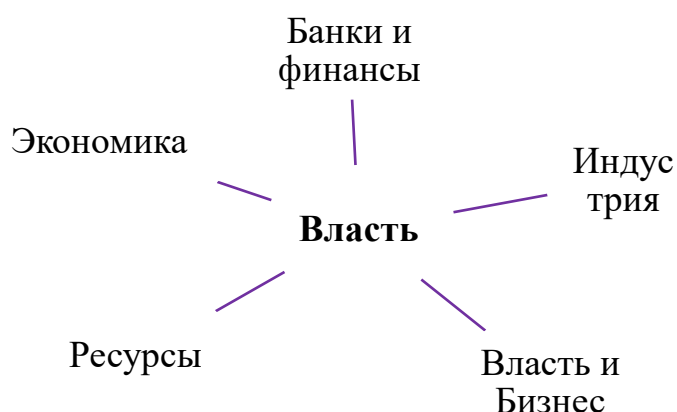 Банки и
финансы
Экономика
Индус
трия
Власть
Ресурсы
Власть и
Бизнес